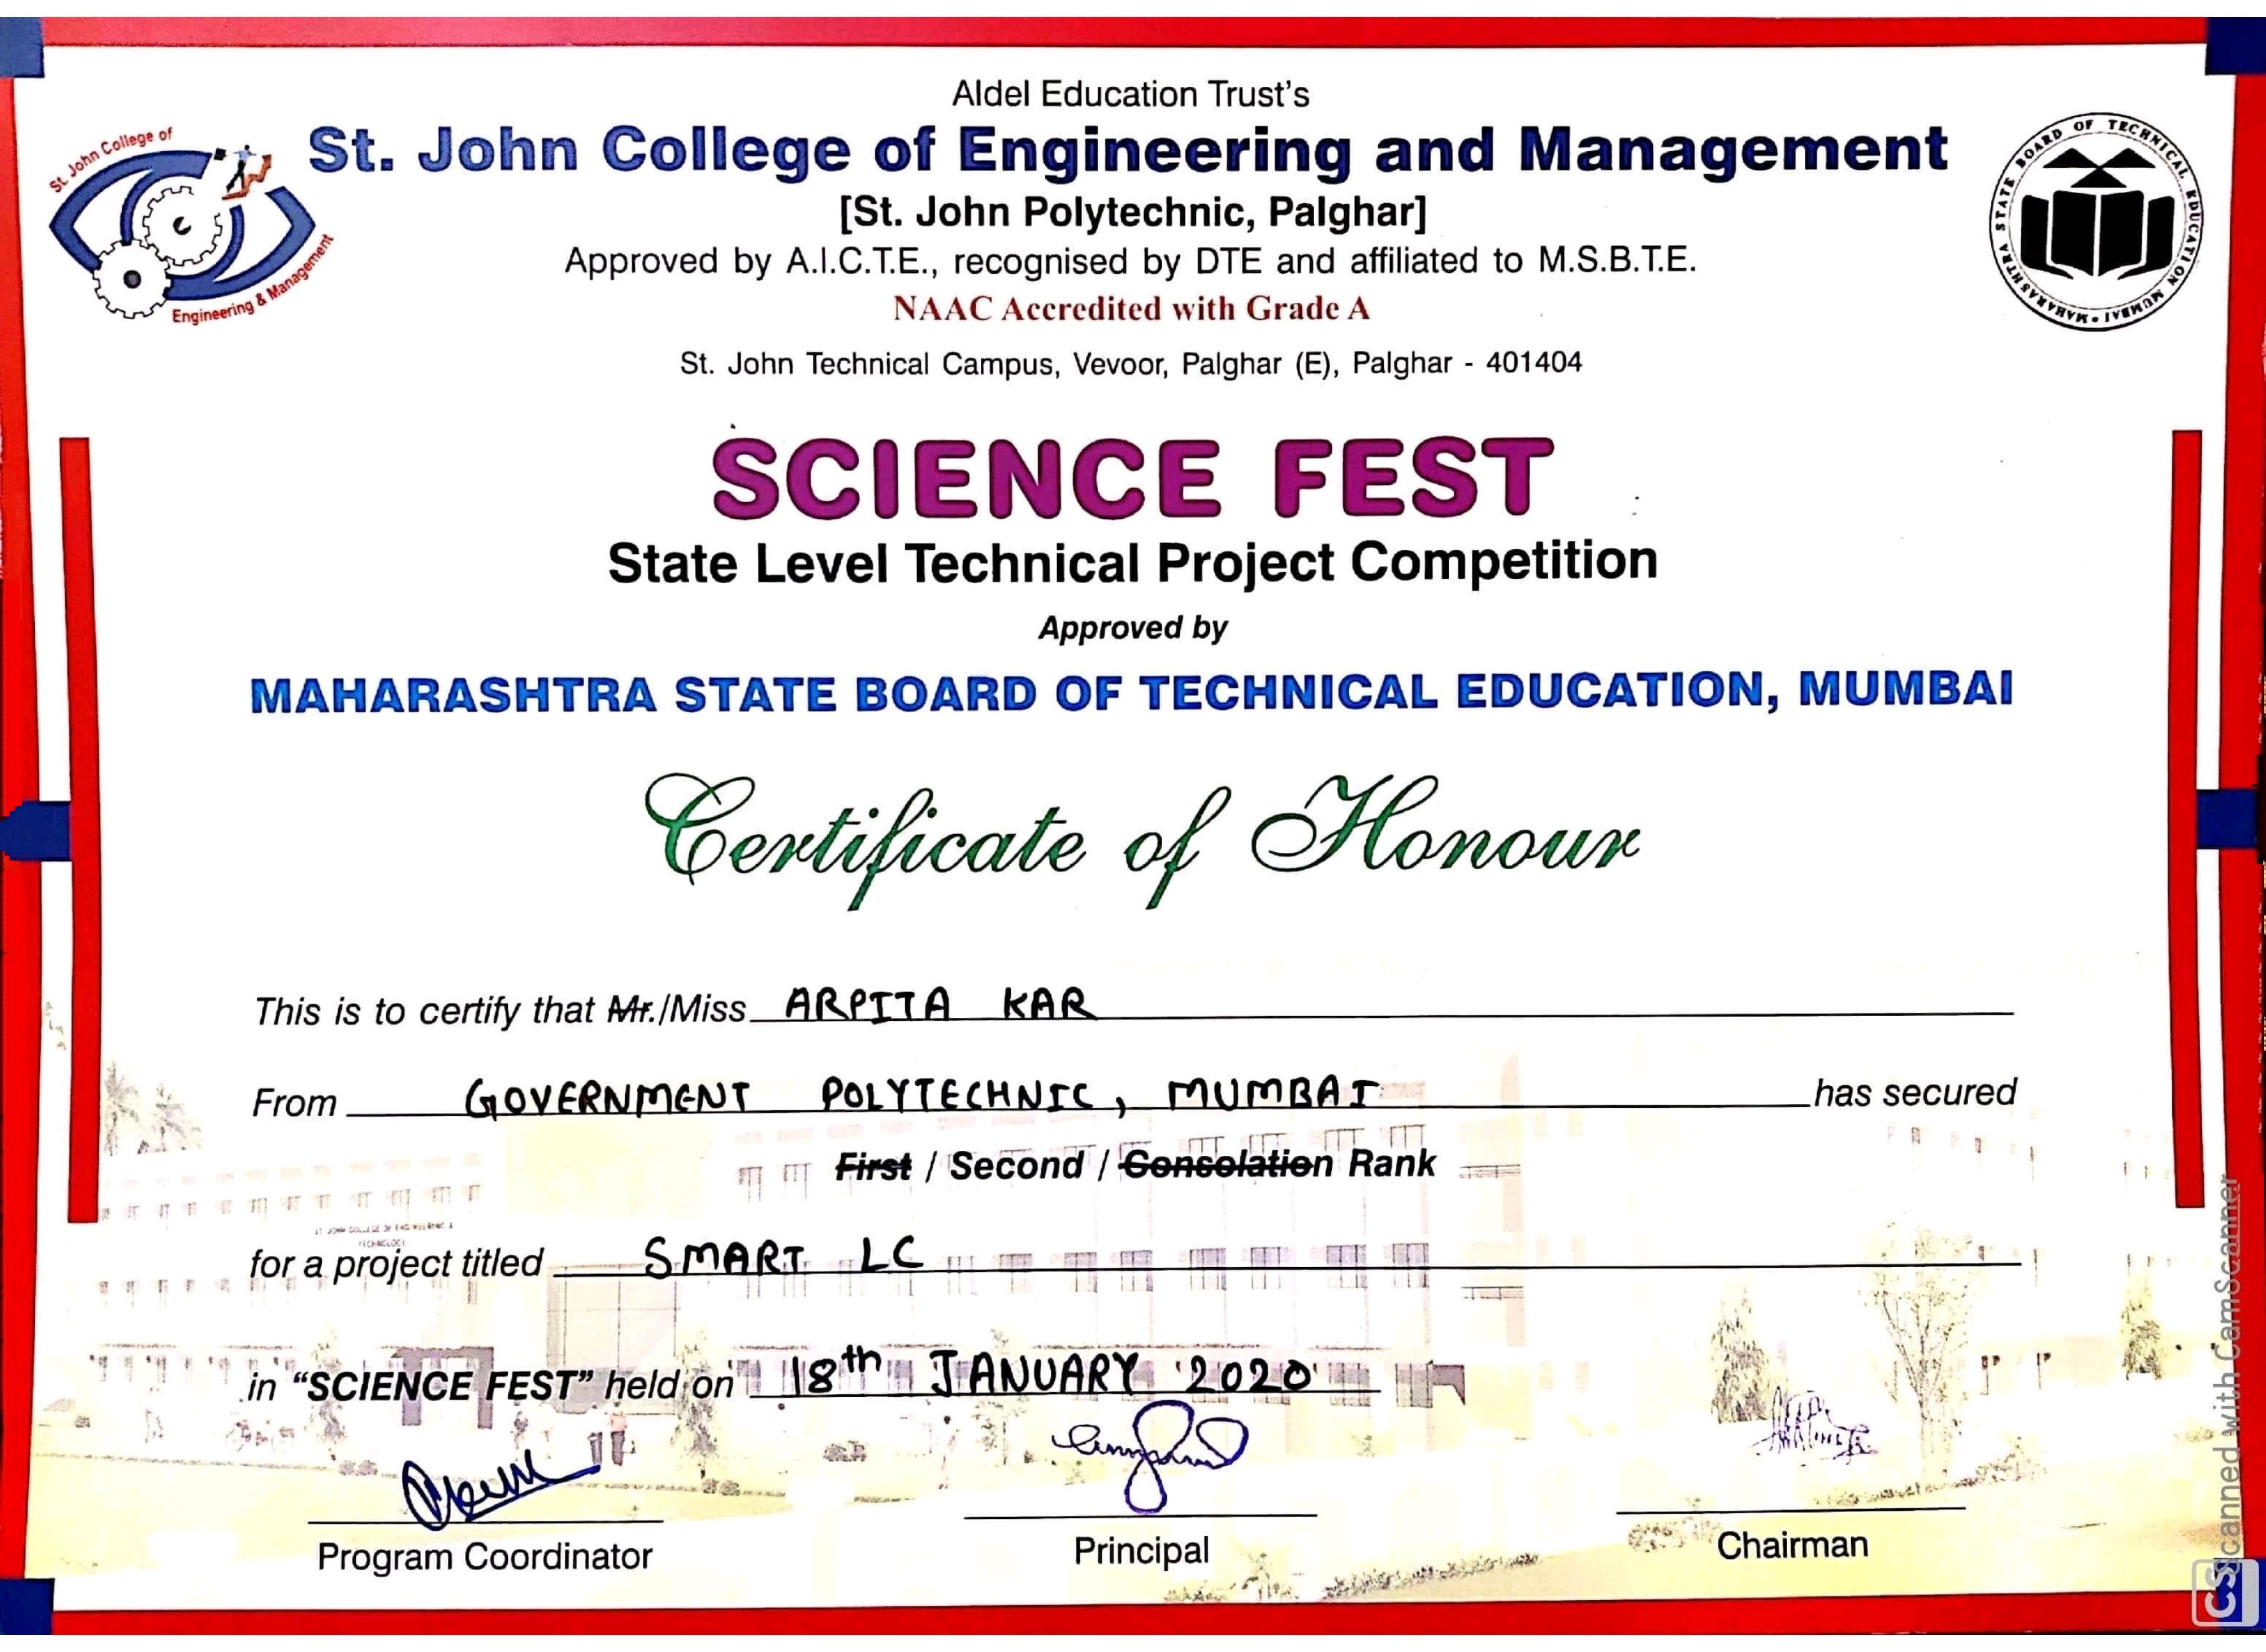 Aldel Education Trust's
St. John College of Engineering and Management
[St. John Polytechnic, Palghar]
Approved by A.I.C.T.E., recognised by DTE and affiliated to M.S.B.T.E.
NAAC Accredited with Grade A
St. John Technical Campus, Vevoor, Palghar (E), Palghar - 401404
St. John College of
Engineering & Management
MAHARASHTRA STATE BOARD OF TECHNICAL EDUCATION MUMBAI
SCIENCE FEST
State Level Technical Project Competition
Approved by
MAHARASHTRA STATE BOARD OF TECHNICAL EDUCATION, MUMBAI
Certificate of Honour
This is to certify that Mr./Miss ARPITA KAR
From GOVERNMENT POLYTECHNIC, MUMBAI has secured
First / Second / Consolation Rank
for a project titled SMART LC
in “SCIENCE FEST” held on 18th JANUARY 2020
Program Coordinator
Principal
Chairman
CS Scanned with CamScanner